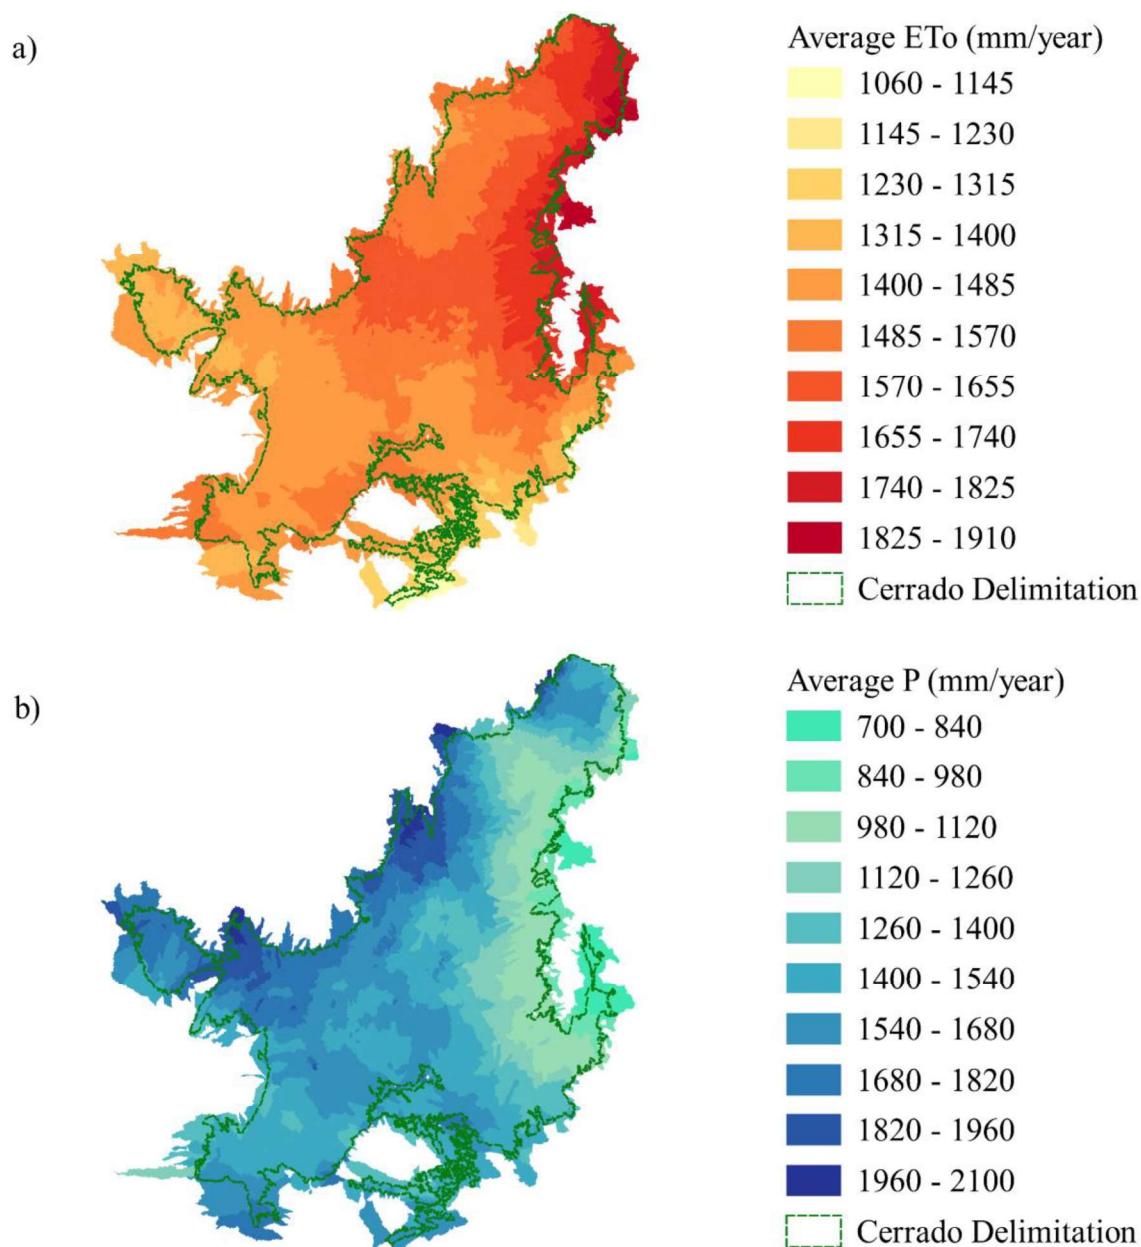 a)
Average ETo (mm/year)
1060 - 1145
1145 - 1230
1230 - 1315
1315 - 1400
1400 - 1485
1485 - 1570
1570 - 1655
1655 - 1740
1740 - 1825
1825 - 1910
Cerrado Delimitation
b)
Average P (mm/year)
700 - 840
840 - 980
980 - 1120
1120 - 1260
1260 - 1400
1400 - 1540
1540 - 1680
1680 - 1820
1820 - 1960
1960 - 2100
Cerrado Delimitation